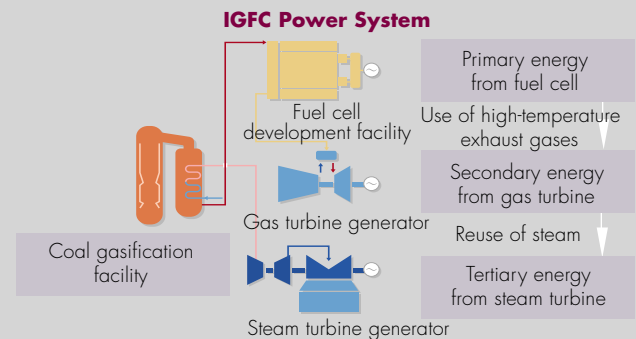 IGFC Power System
Fuel cell
development facility
Gas turbine generator
Coal gasification
facility
Steam turbine generator
Primary energy
from fuel cell
Use of high-temperature
exhaust gases
Secondary energy
from gas turbine
Reuse of steam
Tertiary energy
from steam turbine